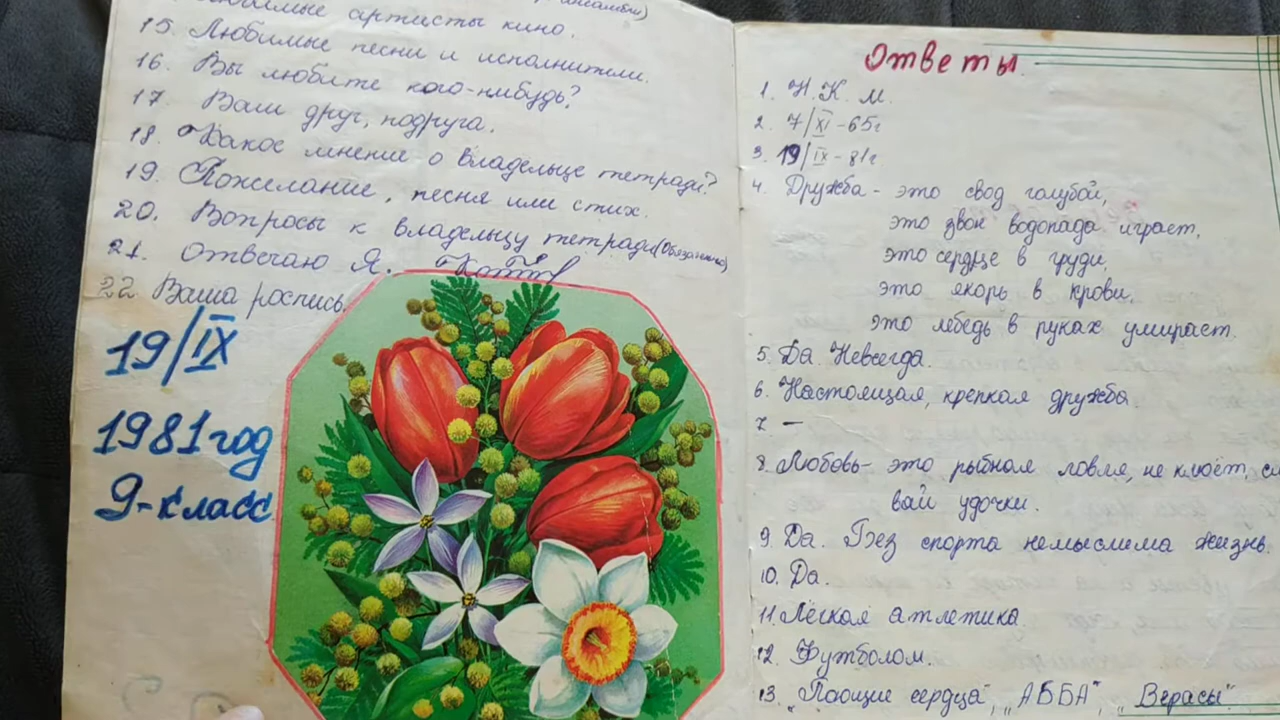 артисты кино.
15. Любимые песни и исполнители.
16. Вы любите кого-нибудь?
17. Ваш друг, подруга.
18. Какое мнение о владельце тетради?
19. Пожелание, песня или стих.
20. Вопросы к владельцу тетради (Обязательно)
21. Отвечаю Я.
22 Ваша роспись.
19/IX
1981 год
9-класс
Ответы
1. Н. К. М.
2. 7/XI-65г
3. 19/IX-81г
4. Дружба - это свод голубой,
это звон водопада играет,
это сердце в груди,
это якорь в крови,
это лебедь в руках умирает.
5. Да. Невсегда.
6. Настоящая, крепкая дружба.
7. —
8. Любовь- это рыбная ловля, не клюёт,
вай удочки.
9. Да. Без спорта немыслима жизнь.
10. Да.
11. Лёгкая атлетика.
12. Футболом.
13. "Поющие сердца", "АББА", "Верасы".